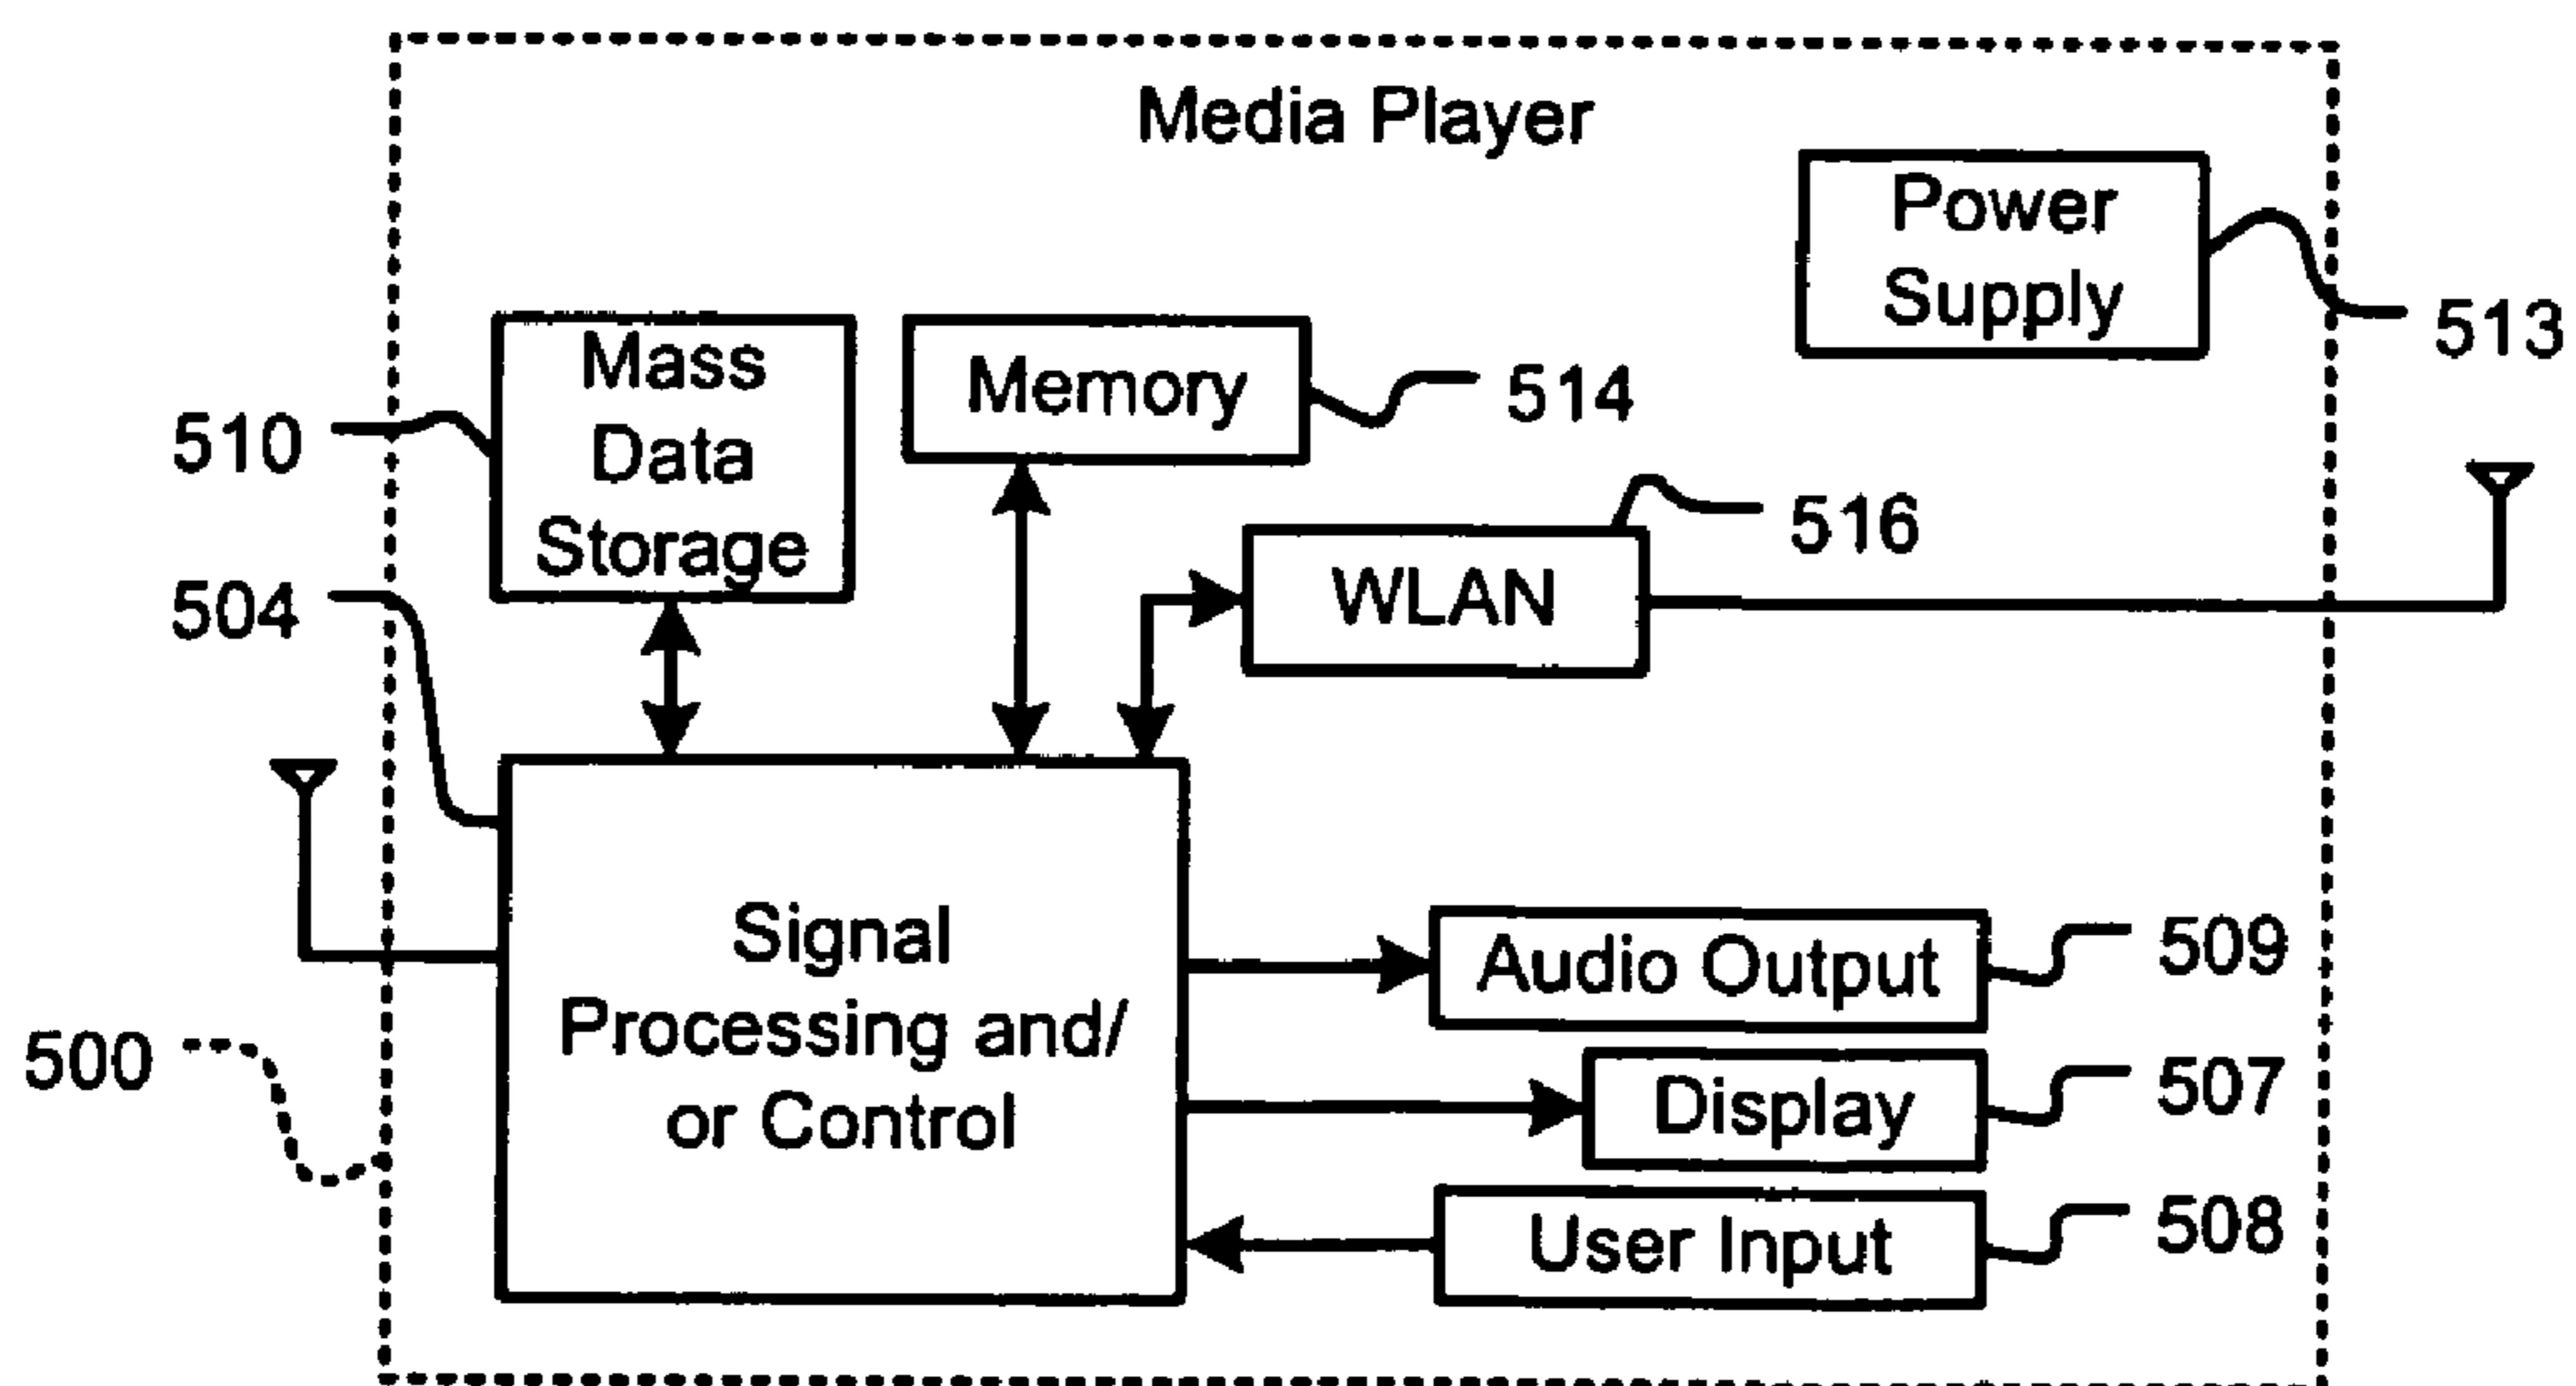 Media Player
Power
Supply
513
Mass
Data
Storage
510
Memory
514
516
WLAN
504
Signal
Processing and/
or Control
500
Audio Output
509
Display
507
User Input
508